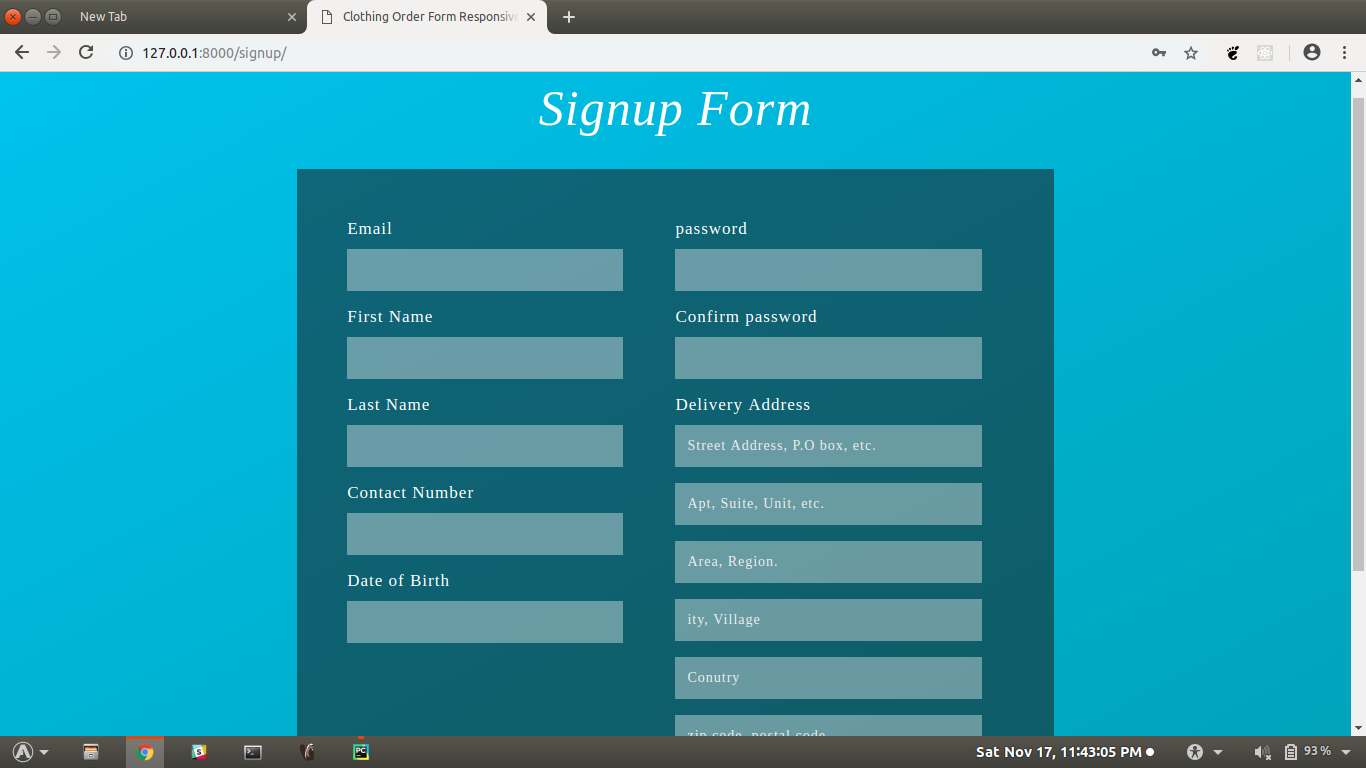 New Tab
Clothing Order Form Responsive
127.0.0.1:8000/signup/
Signup Form
Email
password
First Name
Confirm password
Last Name
Delivery Address
Street Address, P.O box, etc.
Contact Number
Apt, Suite, Unit, etc.
Area, Region.
Date of Birth
ity, Village
Conutry
zip code, postal code
Sat Nov 17, 11:43:05 PM
93 %
PC